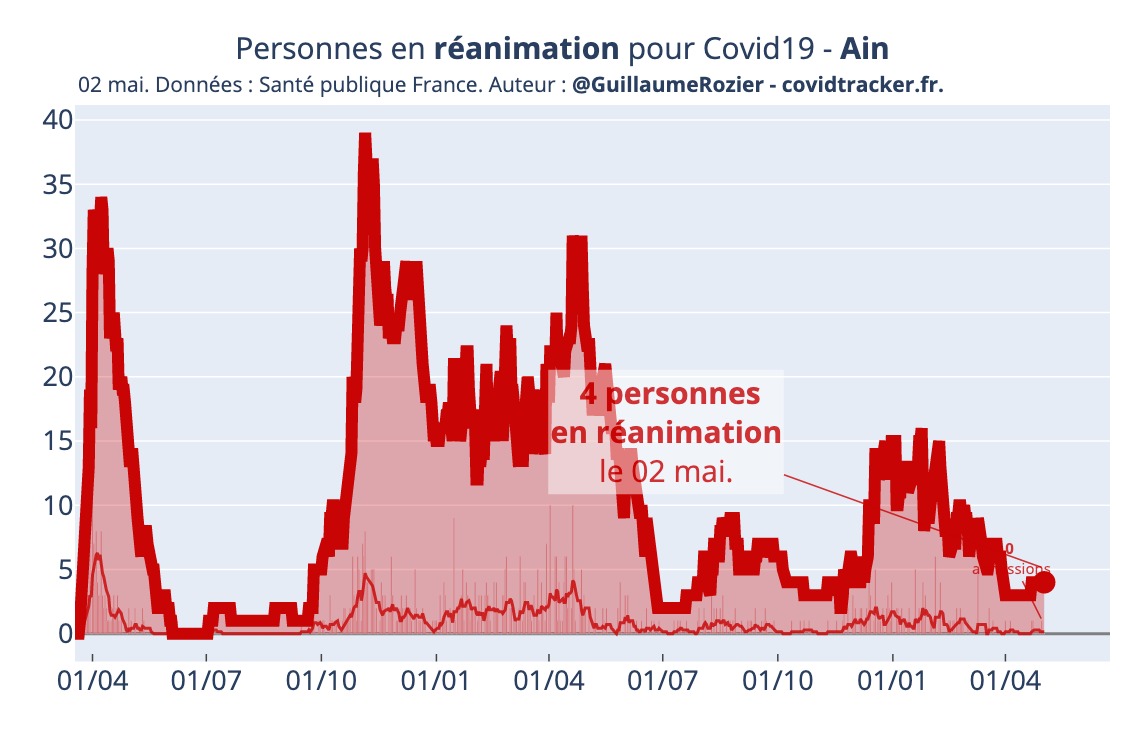 Personnes en réanimation pour Covid19 - Ain
02 mai. Données : Santé publique France. Auteur : @GuillaumeRozier - covidtracker.fr.
40
35
30
25
20
15
10
5
0
4 personnes
en réanimation
le 02 mai.
0
01/04 01/07 01/10 01/01 01/04 01/07 01/10 01/01 01/04